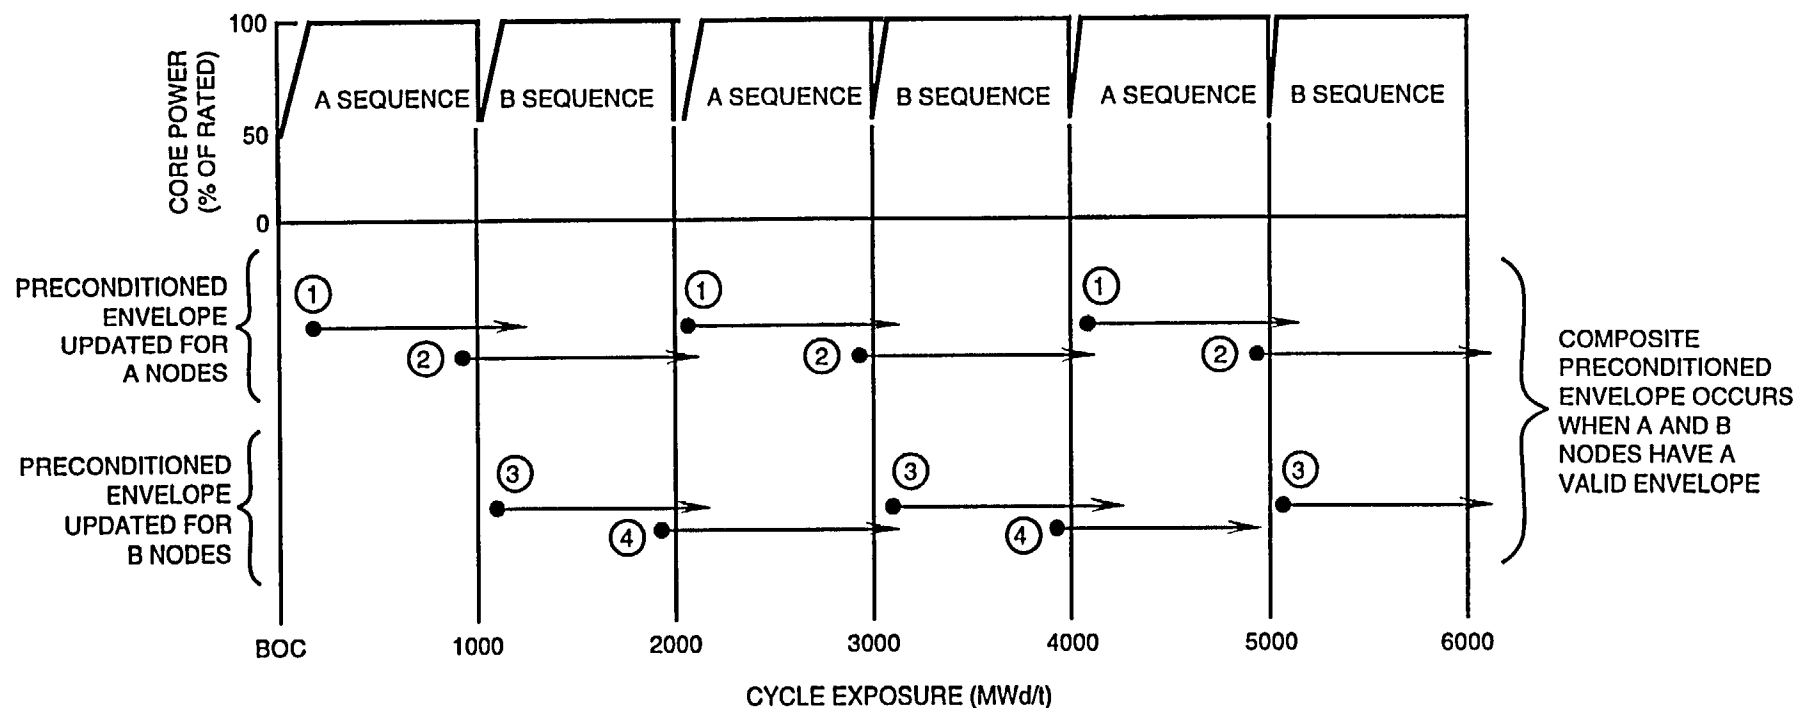 100
50
0
CORE POWER
(% OF RATED)
A SEQUENCE
B SEQUENCE
A SEQUENCE
B SEQUENCE
A SEQUENCE
B SEQUENCE
PRECONDITIONED
ENVELOPE
UPDATED FOR
A NODES
1
1
1
2
2
2
PRECONDITIONED
ENVELOPE
UPDATED FOR
B NODES
3
3
3
4
4
COMPOSITE
PRECONDITIONED
ENVELOPE OCCURS
WHEN A AND B
NODES HAVE A
VALID ENVELOPE
BOC
1000
2000
3000
4000
5000
6000
CYCLE EXPOSURE (MWd/t)